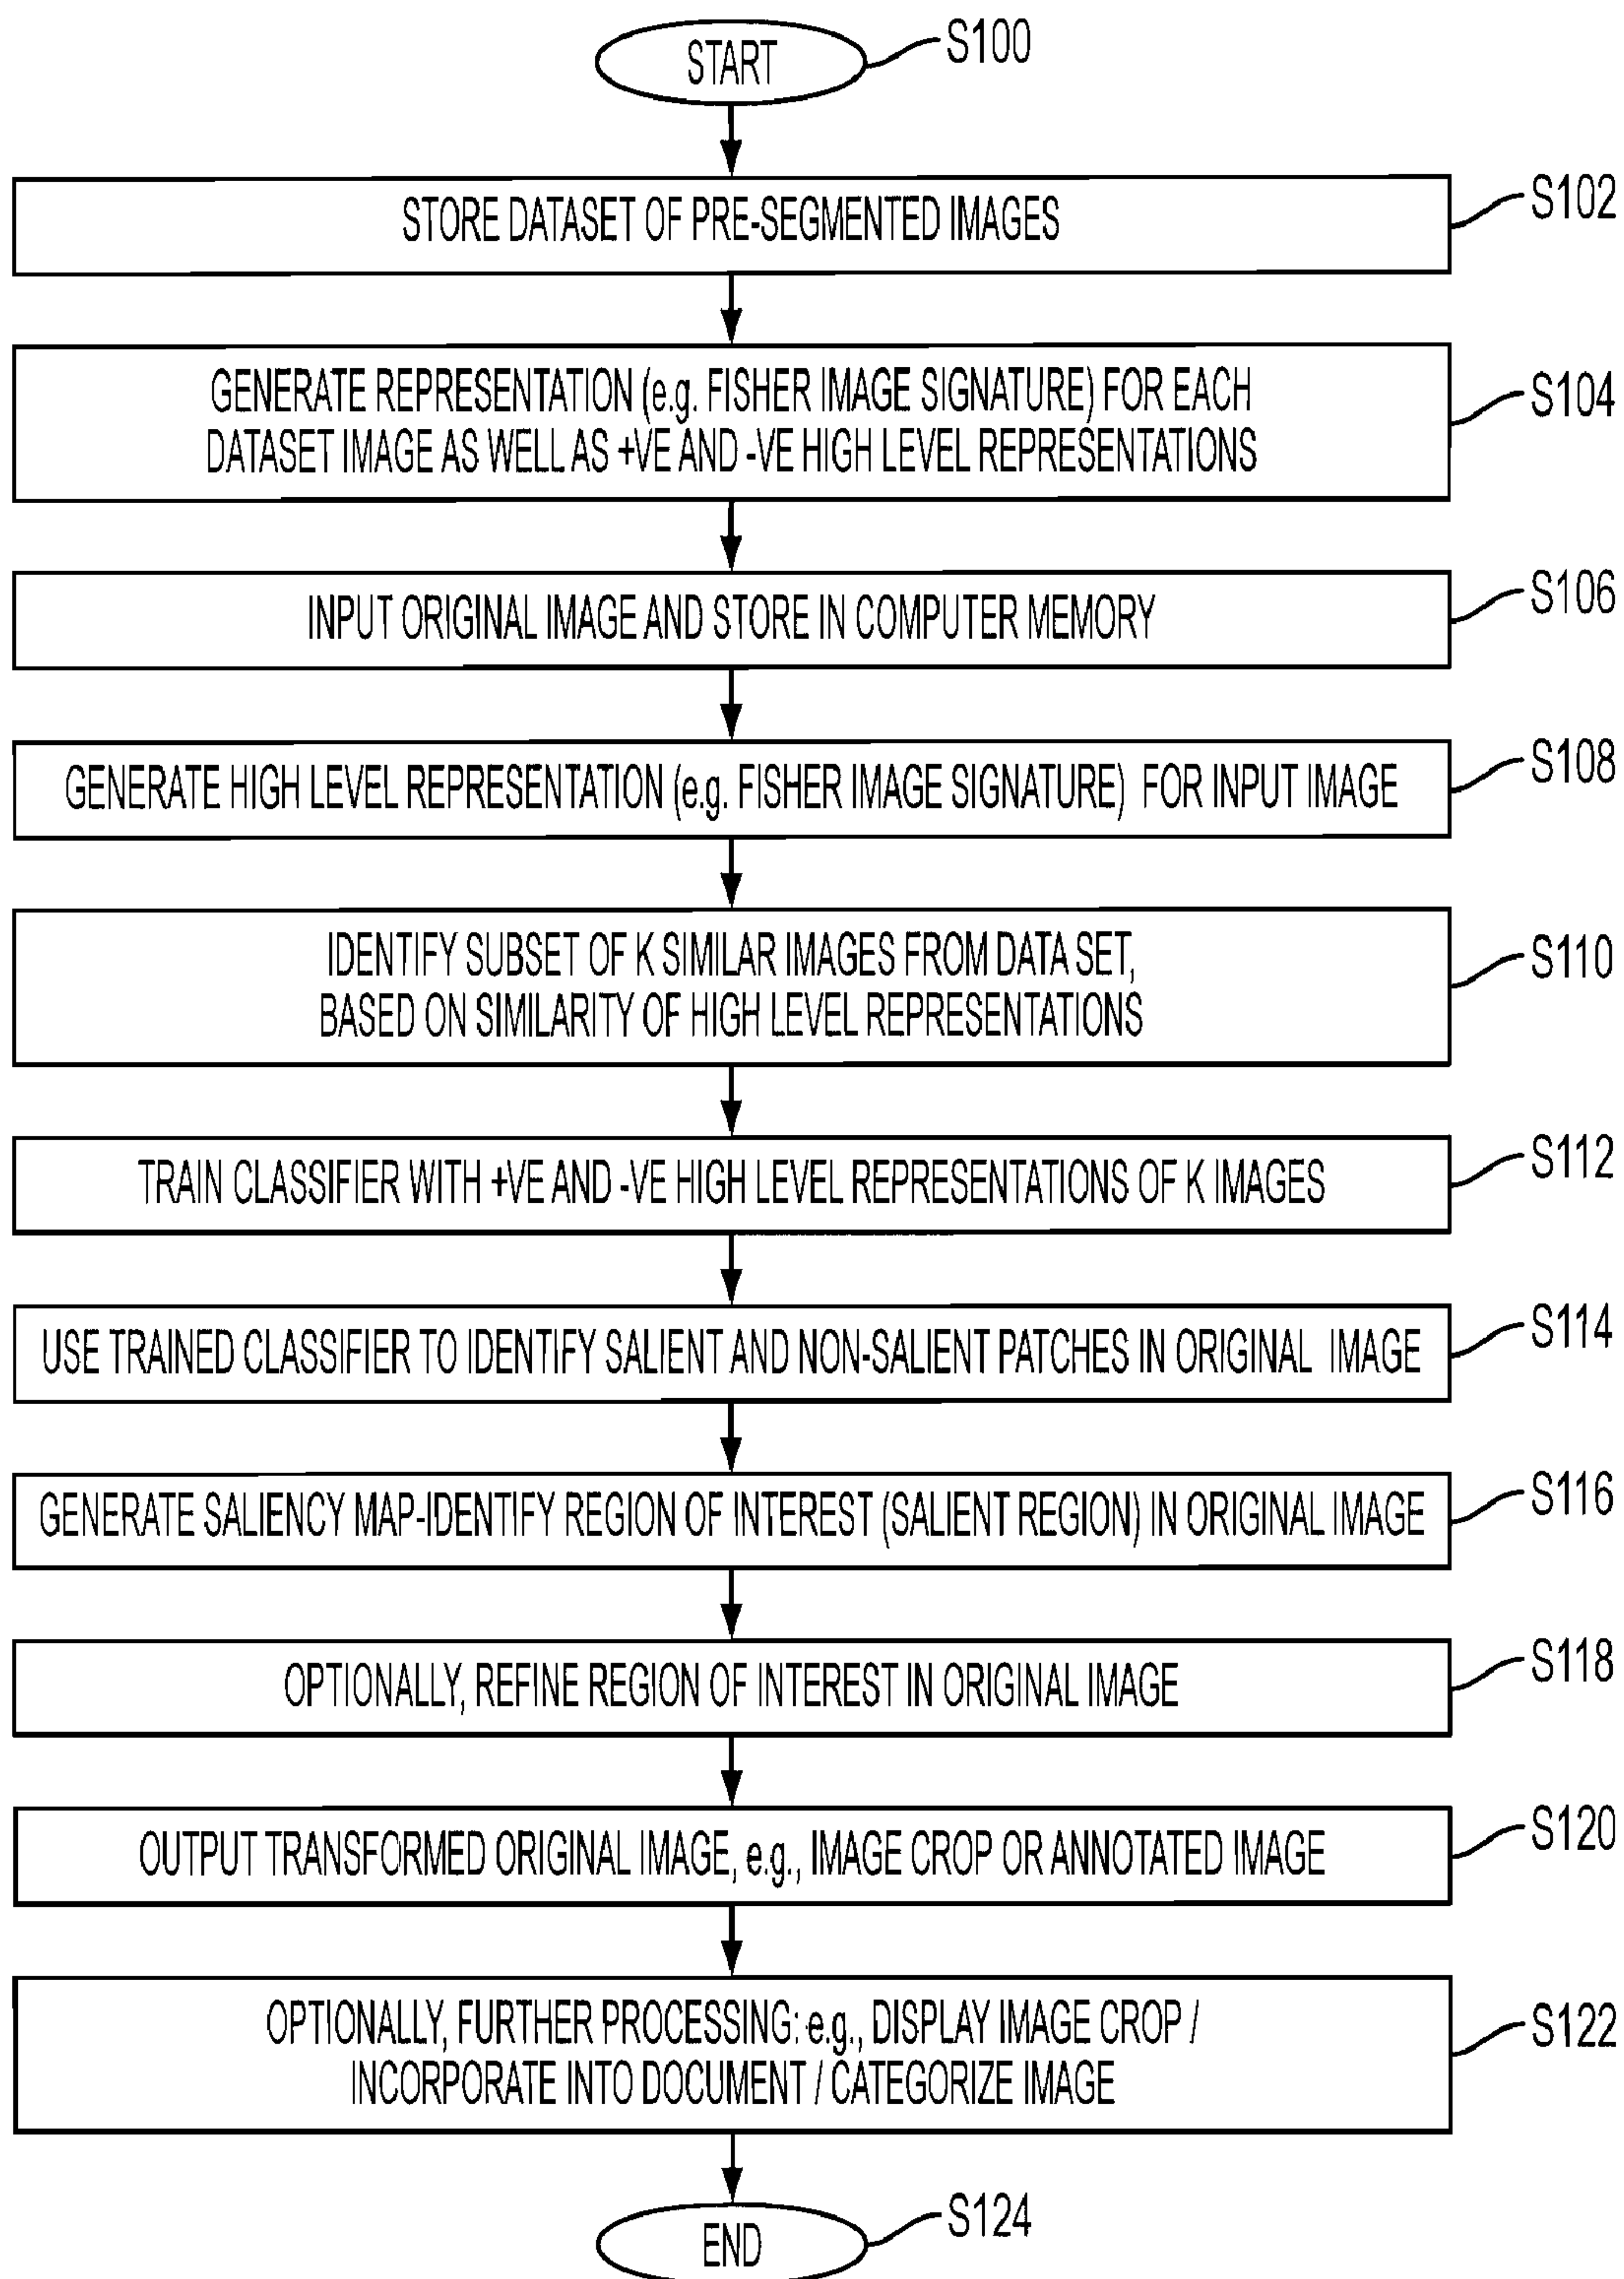 START
S100
STORE DATASET OF PRE-SEGMENTED IMAGES
S102
GENERATE REPRESENTATION (e.g. FISHER IMAGE SIGNATURE) FOR EACH
DATASET IMAGE AS WELL AS +VE AND -VE HIGH LEVEL REPRESENTATIONS
S104
INPUT ORIGINAL IMAGE AND STORE IN COMPUTER MEMORY
S106
GENERATE HIGH LEVEL REPRESENTATION (e.g. FISHER IMAGE SIGNATURE) FOR INPUT IMAGE
S108
IDENTIFY SUBSET OF K SIMILAR IMAGES FROM DATA SET,
BASED ON SIMILARITY OF HIGH LEVEL REPRESENTATIONS
S110
TRAIN CLASSIFIER WITH +VE AND -VE HIGH LEVEL REPRESENTATIONS OF K IMAGES
S112
USE TRAINED CLASSIFIER TO IDENTIFY SALIENT AND NON-SALIENT PATCHES IN ORIGINAL IMAGE
S114
GENERATE SALIENCY MAP-IDENTIFY REGION OF INTEREST (SALIENT REGION) IN ORIGINAL IMAGE
S116
OPTIONALLY, REFINE REGION OF INTEREST IN ORIGINAL IMAGE
S118
OUTPUT TRANSFORMED ORIGINAL IMAGE, e.g., IMAGE CROP OR ANNOTATED IMAGE
S120
OPTIONALLY, FURTHER PROCESSING: e.g., DISPLAY IMAGE CROP /
INCORPORATE INTO DOCUMENT / CATEGORIZE IMAGE
S122
END
S124